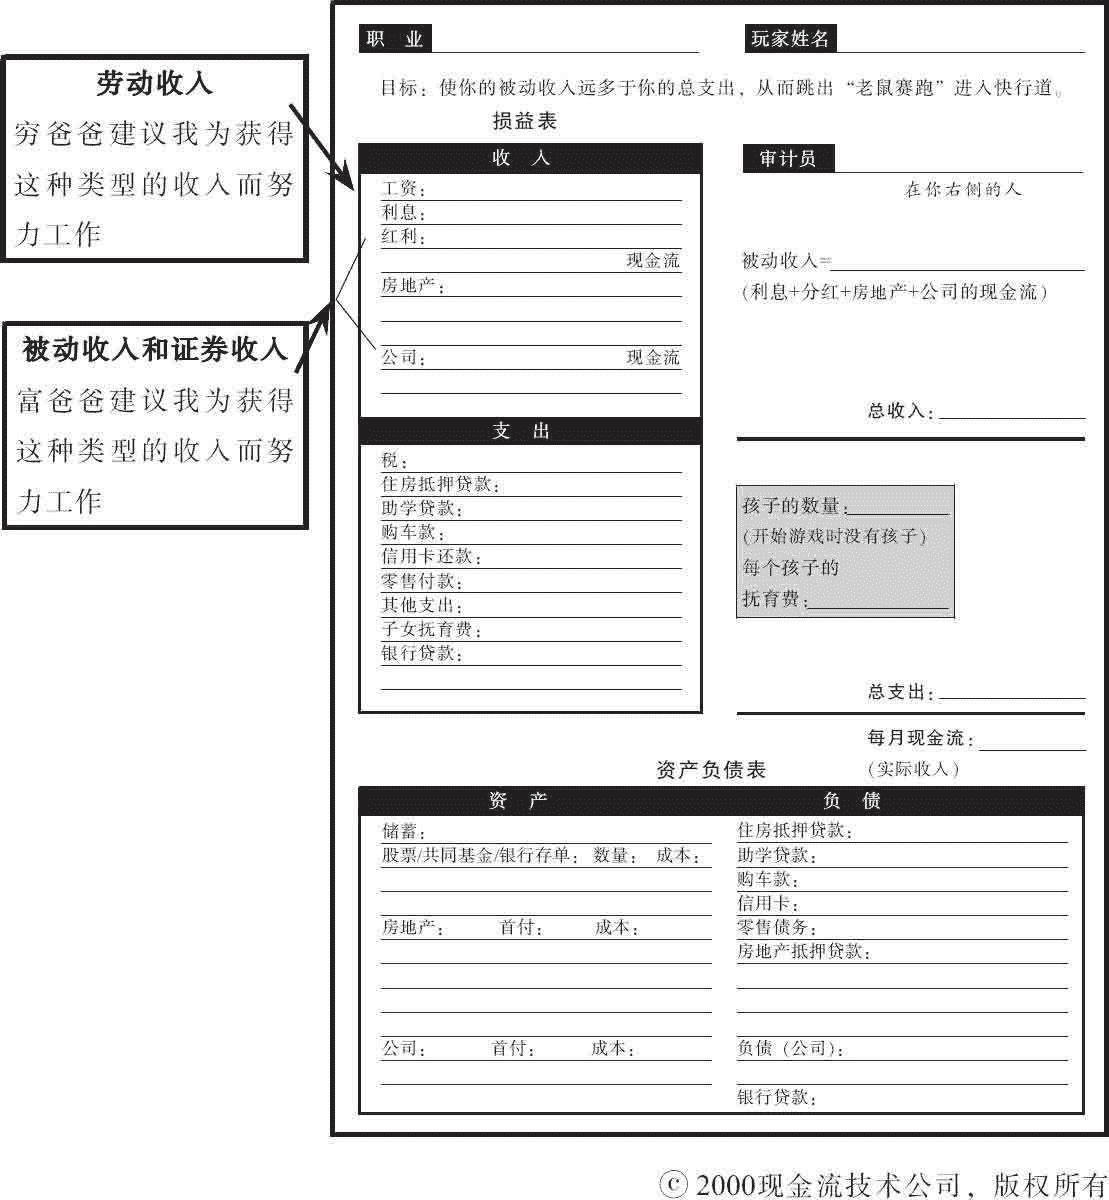 职 业
玩家姓名
目标：使你的被动收入远多于你的总支出，从而跳出“老鼠赛跑”进入快行道。
劳动收入
穷爸爸建议我为获得
这种类型的收入而努
力工作
被动收入和证券收入
富爸爸建议我为获得
这种类型的收入而努
力工作
损益表
收 入
工资：
利息：
红利：
现金流
房地产：
公司： 现金流
支 出
税：
住房抵押贷款：
助学贷款：
购车款：
信用卡还款：
零售付款：
其他支出：
子女抚育费：
银行贷款：
审计员
在你右侧的人
被动收入=
(利息+分红+房地产+公司的现金流)
总收入：
孩子的数量：
(开始游戏时没有孩子)
每个孩子的
抚育费：
总支出：
每月现金流：
(实际收入)
资产负债表
资 产
储蓄：
股票/共同基金/银行存单： 数量： 成本：
房地产： 首付： 成本：
公司： 首付： 成本：
负 债
住房抵押贷款：
助学贷款：
购车款：
信用卡：
零售债务：
房地产抵押贷款：
负债（公司)：
银行贷款：
© 2000现金流技术公司，版权所有